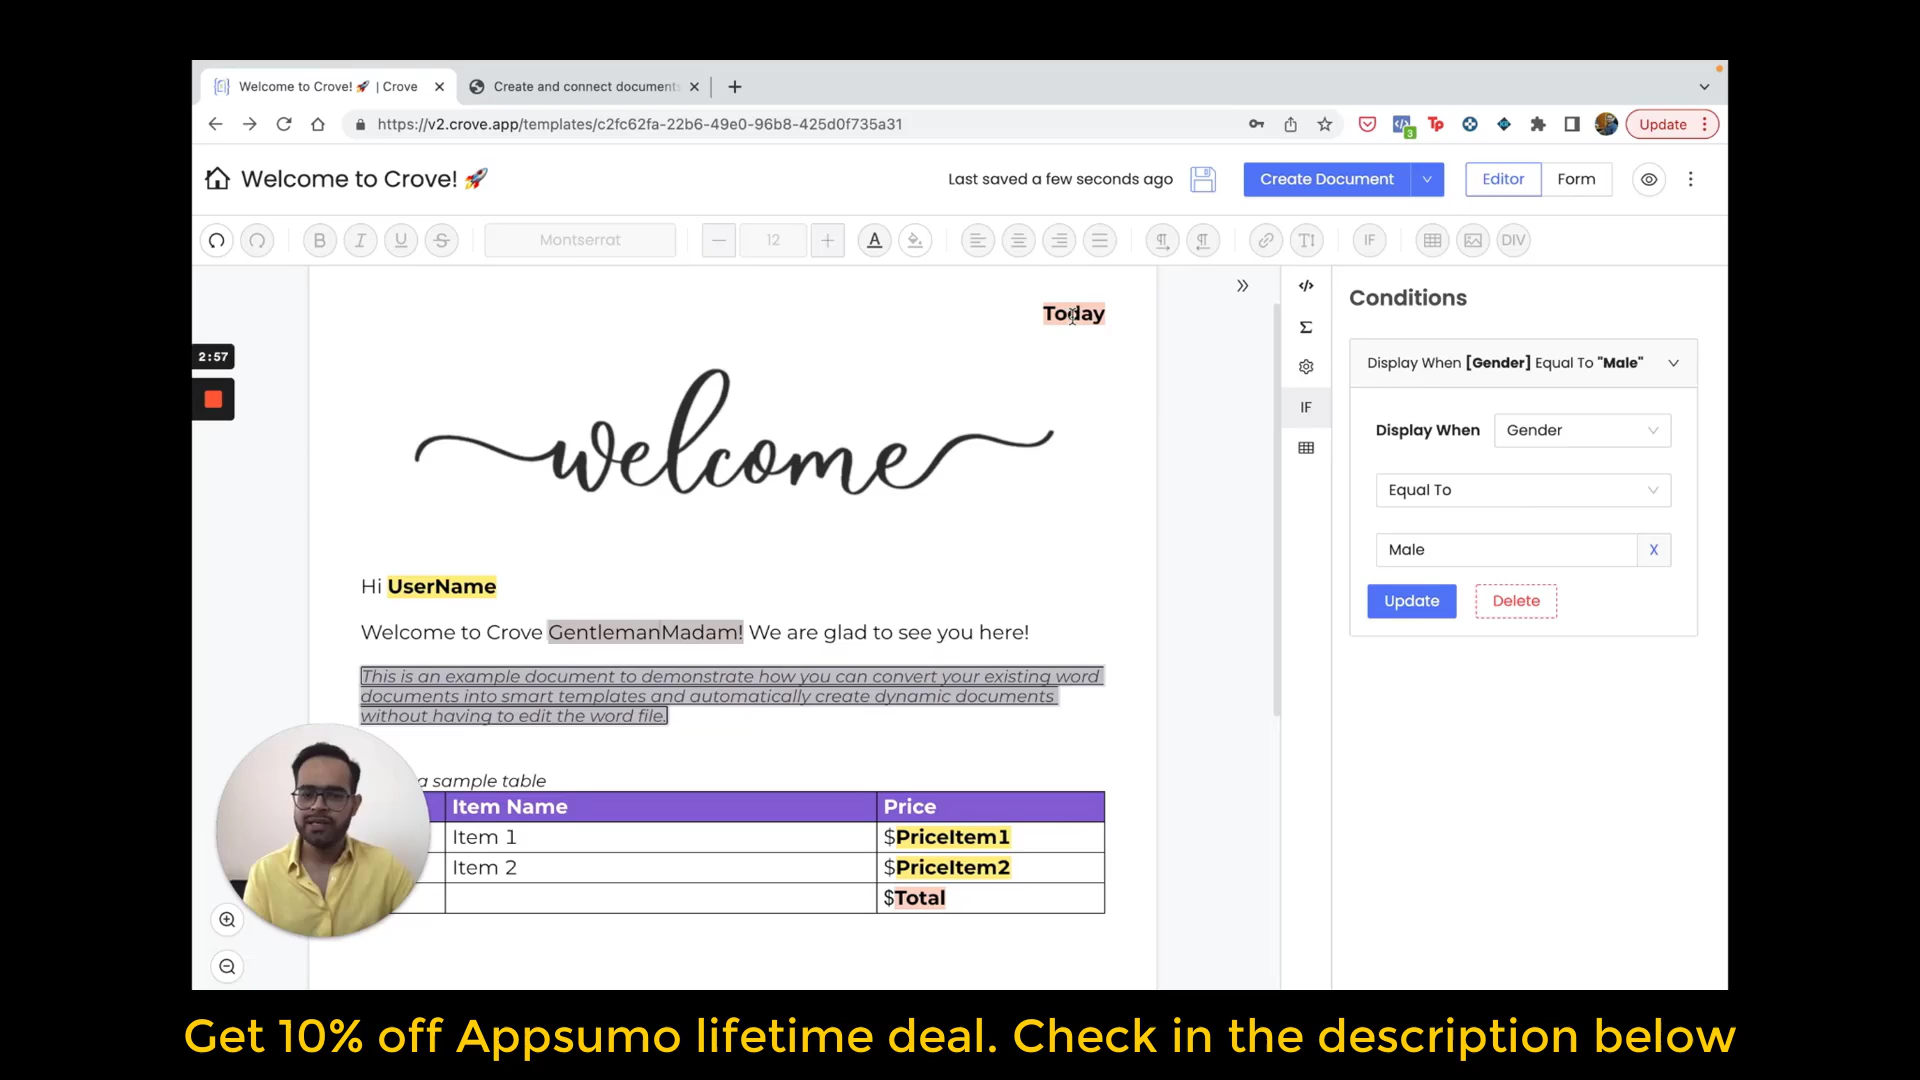 Welcome to Crove! 🚀 | Crove
Create and connect document
https://v2.crove.app/templates/c2fc62fa-22b6-49e0-96b8-425d0f735a31
3
Tp
Update
Welcome to Crove! 🚀
Last saved a few seconds ago
Create Document
Editor
Form
B I U S
Montserrat
12
A
IF
DIV
Today
2:57
welcome
Hi UserName
Welcome to Crove GentlemanMadam! We are glad to see you here!
This is an example document to demonstrate how you can convert your existing word
documents into smart templates and automatically create dynamic documents
without having to edit the word file.
a sample table
Item Name Price
Item 1 $PriceItem1
Item 2 $PriceItem2
$Total
IF
Conditions
Display When [Gender] Equal To "Male"
Display When Gender
Equal To
Male X
Update Delete
Get 10% off Appsumo lifetime deal. Check in the description below